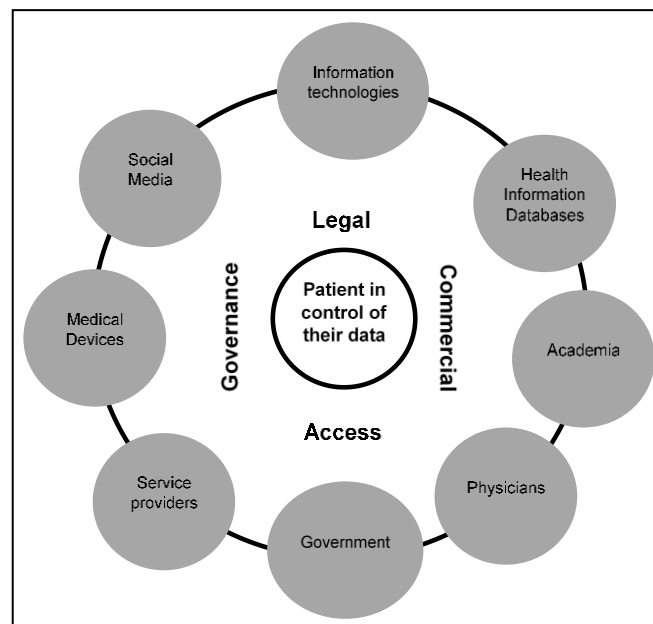 Information
technologies
Social
Media
Health
Information
Databases
Legal
Governance
Commercial
Patient in
control of
their data
Medical
Devices
Academia
Access
Service
providers
Physicians
Government